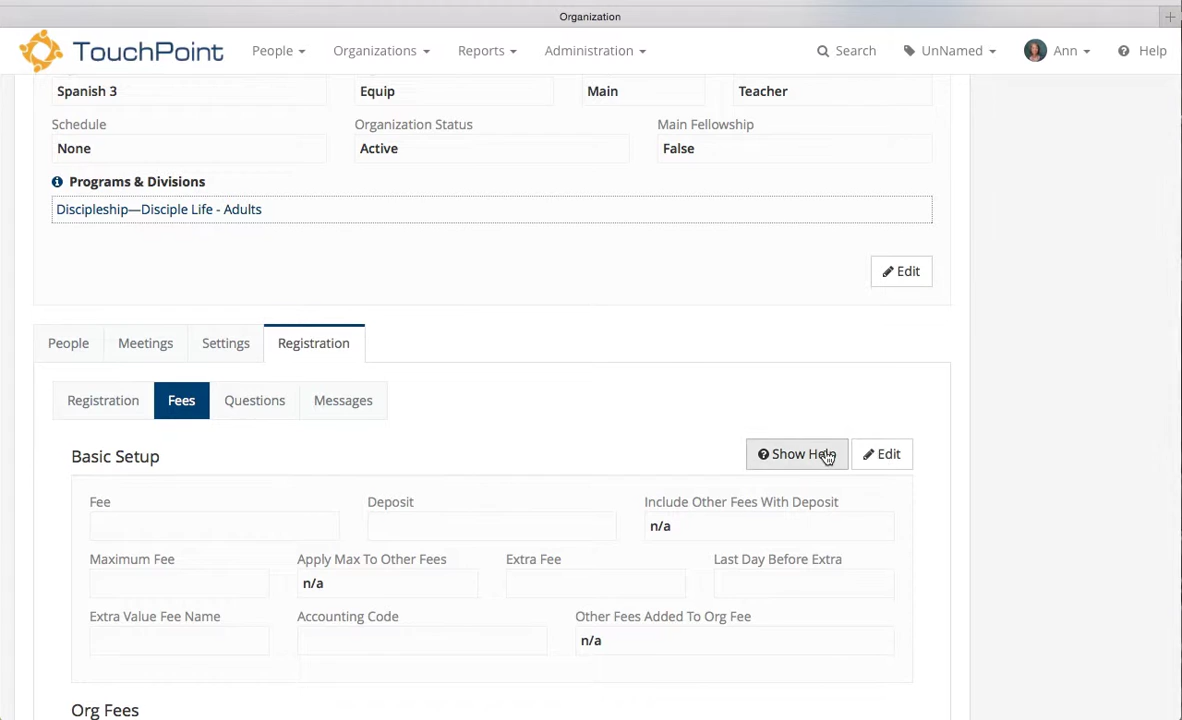 Organization
TouchPoint People Organizations Reports Administration Search UnNamed Ann Help
Spanish 3 Equip Main Teacher
Schedule Organization Status Main Fellowship
None Active False
Programs & Divisions
Discipleship—Disciple Life - Adults
Edit
People Meetings Settings Registration
Registration Fees Questions Messages
Basic Setup Show Help Edit
Fee Deposit Include Other Fees With Deposit
n/a
Maximum Fee Apply Max To Other Fees Extra Fee Last Day Before Extra
n/a
Extra Value Fee Name Accounting Code Other Fees Added To Org Fee
n/a
Org Fees